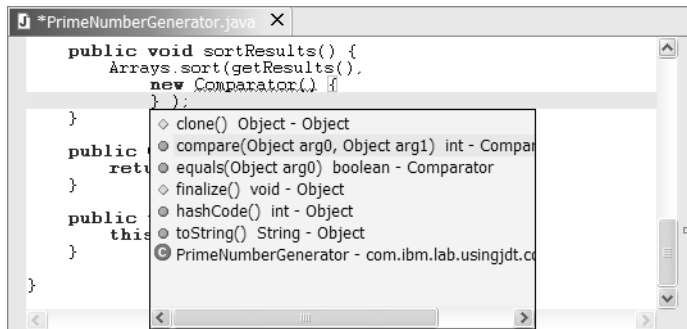 *PrimeNumberGenerator.java
public void sortResults() {
Arrays.sort(getResults(),
new Comparator() {
} );
}
public
retu
}
public
this
}
}
clone() Object - Object
compare(Object arg0, Object arg1) int - Compar
equals(Object arg0) boolean - Comparator
finalize() void - Object
hashCode() int - Object
toString() String - Object
PrimeNumberGenerator - com.ibm.lab.usingjdt.co